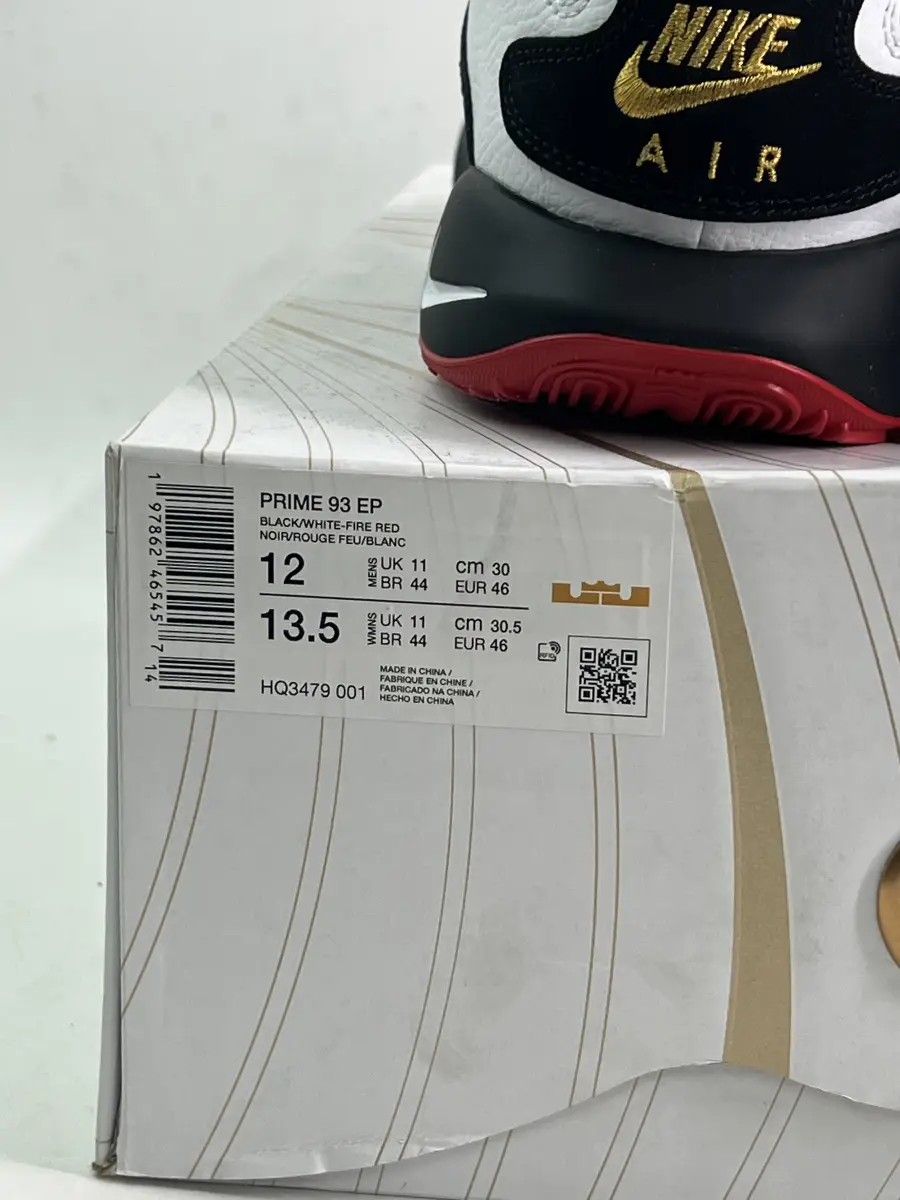 NIKE
AIR
1 97862 46545 7 14
PRIME 93 EP
BLACK/WHITE-FIRE RED
NOIR/ROUGE FEU/BLANC
12 MENS UK 11 cm 30
BR 44 EUR 46
13.5 WMNS UK 11 cm 30.5
BR 44 EUR 46
HQ3479 001
MADE IN CHINA /
FABRIQUE EN CHINE /
FABRICADO NA CHINA /
HECHO EN CHINA
RFID